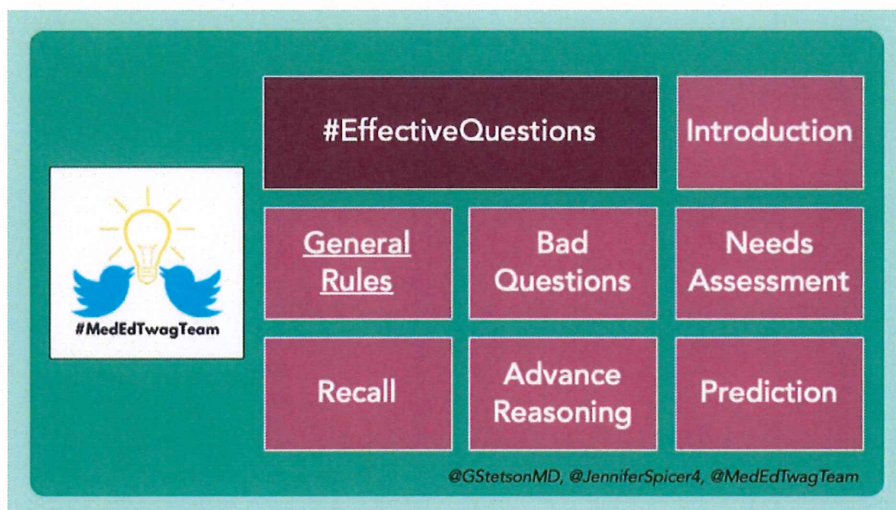 #EffectiveQuestions
Introduction
General
Rules
Bad
Questions
Needs
Assessment
#MedEdTwagTeam
Recall
Advance
Reasoning
Prediction
@GStetsonMD, @JenniferSpicer4, @MedEdTwagTeam